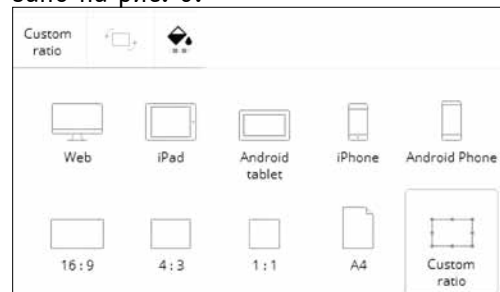 Custom
ratio
Web
iPad
Android
tablet
iPhone
Android Phone
16:9
4:3
1:1
A4
Custom
ratio